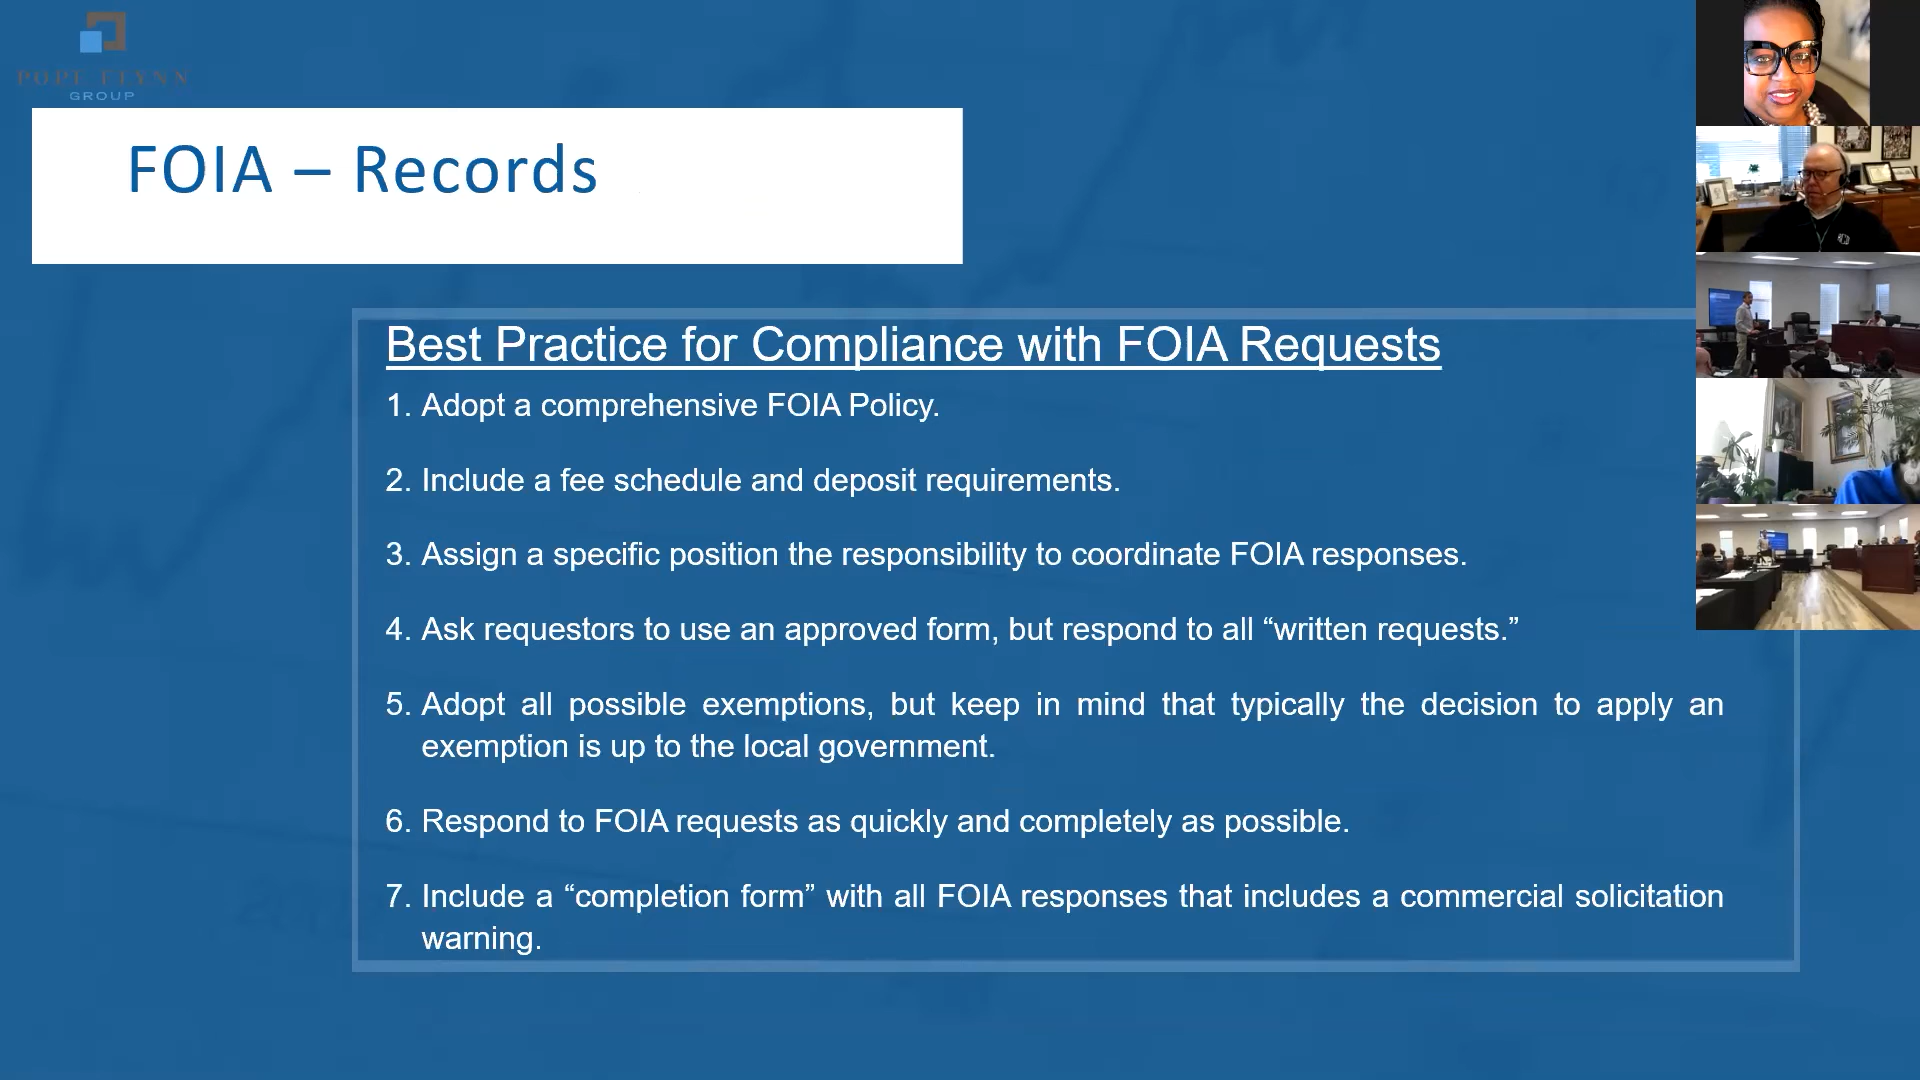 POPE FLYNN
GROUP
FOIA – Records
Best Practice for Compliance with FOIA Requests
1. Adopt a comprehensive FOIA Policy.
2. Include a fee schedule and deposit requirements.
3. Assign a specific position the responsibility to coordinate FOIA responses.
4. Ask requestors to use an approved form, but respond to all “written requests.”
5. Adopt all possible exemptions, but keep in mind that typically the decision to apply an
exemption is up to the local government.
6. Respond to FOIA requests as quickly and completely as possible.
7. Include a “completion form” with all FOIA responses that includes a commercial solicitation
warning.